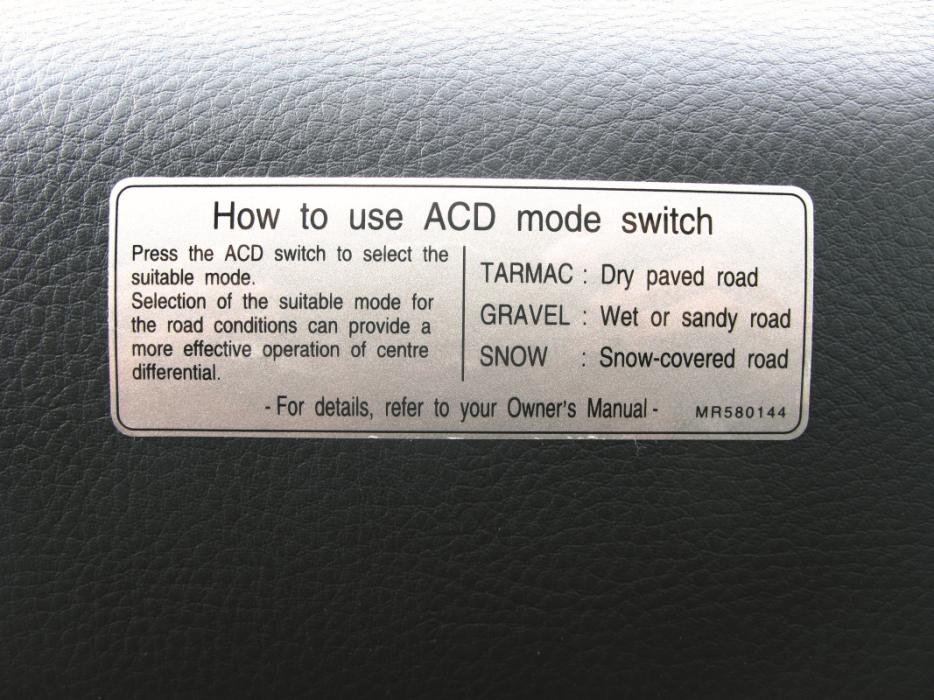 How to use ACD mode switch
Press the ACD switch to select the
suitable mode.
Selection of the suitable mode for
the road conditions can provide a
more effective operation of centre
differential.
TARMAC : Dry paved road
GRAVEL : Wet or sandy road
SNOW : Snow-covered road
- For details, refer to your Owner's Manual -
MR580144